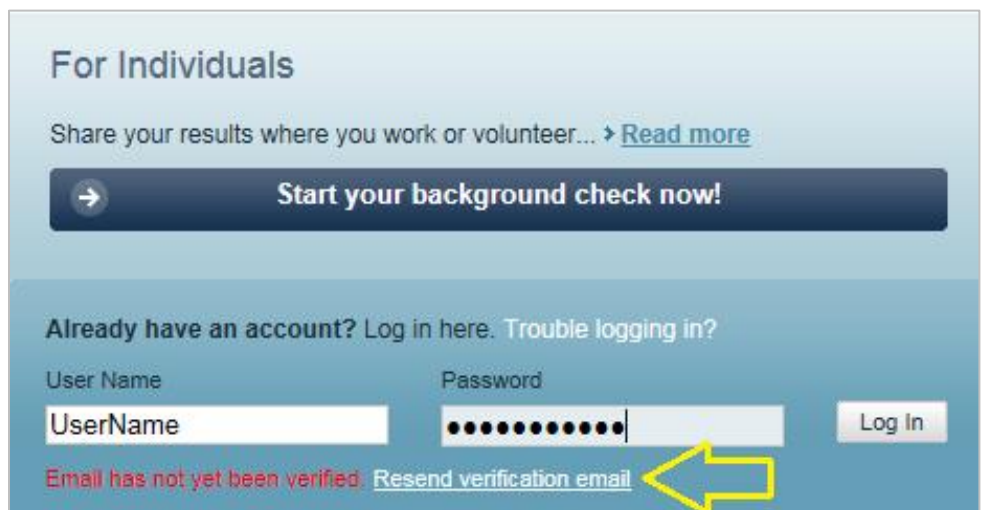 For Individuals
Share your results where you work or volunteer... Read more
Start your background check now!
Already have an account? Log in here. Trouble logging in?
User Name Password
UserName ●●●●●●●●●●● Log In
Email has not yet been verified. Resend verification email